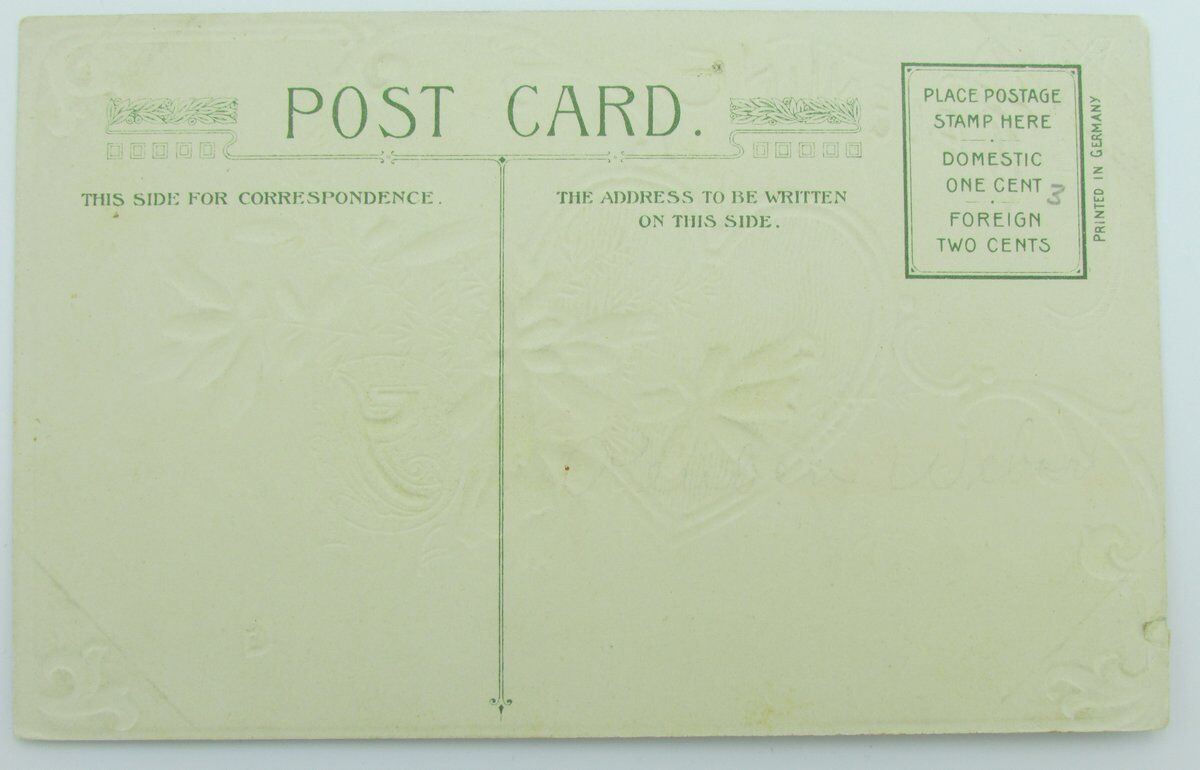 POST CARD.
THIS SIDE FOR CORRESPONDENCE.
THE ADDRESS TO BE WRITTEN
ON THIS SIDE.
PLACE POSTAGE
STAMP HERE
DOMESTIC
ONE CENT
3
FOREIGN
TWO CENTS
PRINTED IN GERMANY